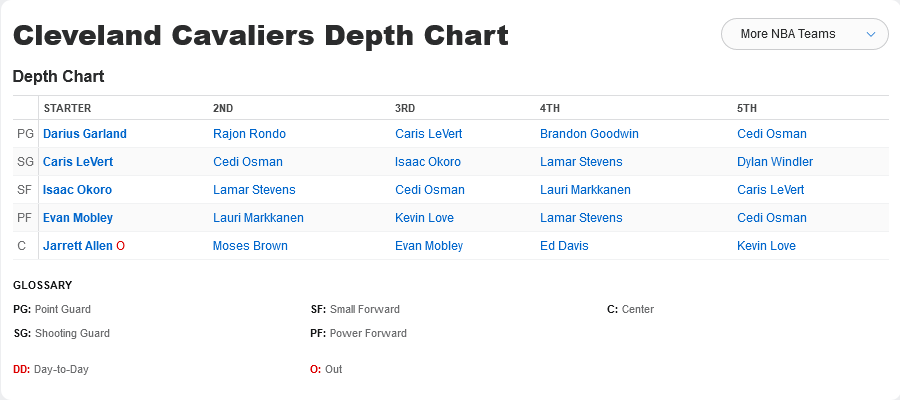 Cleveland Cavaliers Depth Chart
More NBA Teams
Depth Chart
STARTER 2ND 3RD 4TH 5TH
PG Darius Garland Rajon Rondo Caris LeVert Brandon Goodwin Cedi Osman
SG Caris LeVert Cedi Osman Isaac Okoro Lamar Stevens Dylan Windler
SF Isaac Okoro Lamar Stevens Cedi Osman Lauri Markkanen Caris LeVert
PF Evan Mobley Lauri Markkanen Kevin Love Lamar Stevens Cedi Osman
C Jarrett Allen O Moses Brown Evan Mobley Ed Davis Kevin Love
GLOSSARY
PG: Point Guard SF: Small Forward C: Center
SG: Shooting Guard PF: Power Forward
DD: Day-to-Day O: Out